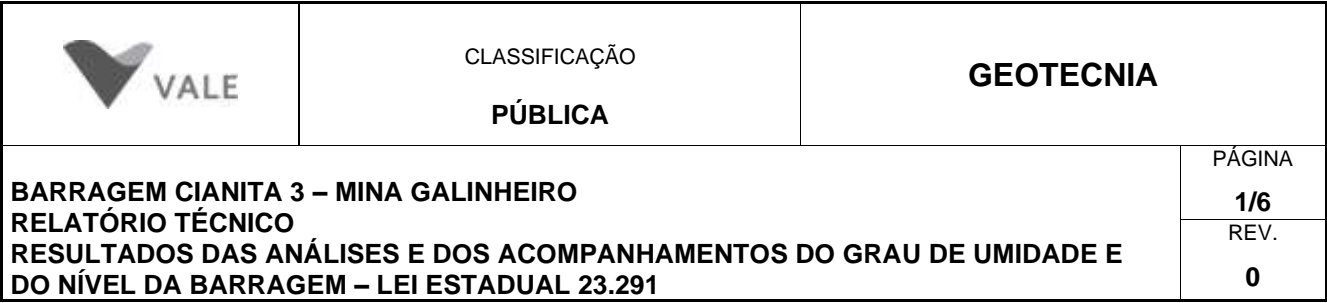 VALE
CLASSIFICAÇÃO
PÚBLICA
GEOTECNIA
BARRAGEM CIANITA 3 – MINA GALINHEIRO
RELATÓRIO TÉCNICO
RESULTADOS DAS ANÁLISES E DOS ACOMPANHAMENTOS DO GRAU DE UMIDADE E
DO NÍVEL DA BARRAGEM – LEI ESTADUAL 23.291
PÁGINA
1/6
REV.
0